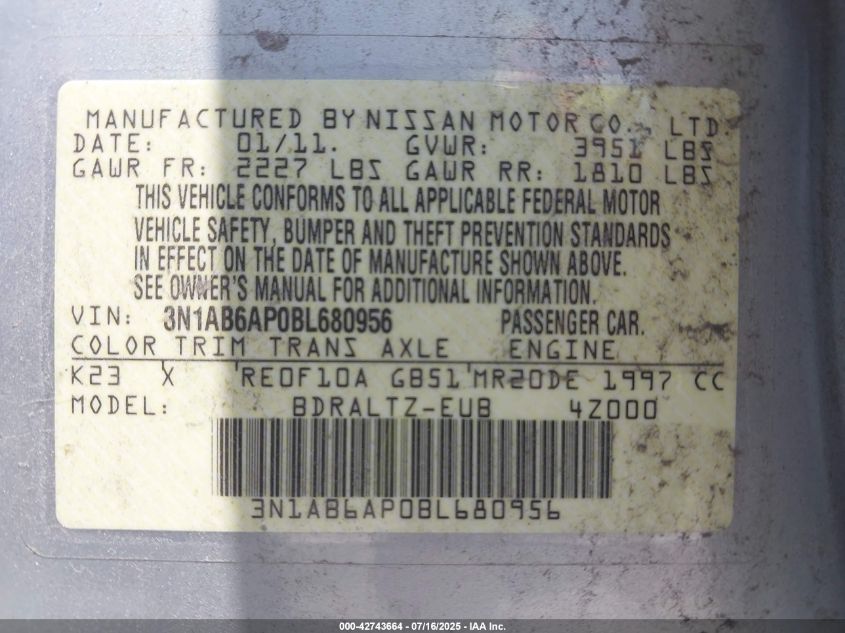 MANUFACTURED BY NISSAN MOTOR CO., LTD.
DATE: 01/11. GVWR: 3951 LBS
GAWR FR: 2227 LBS GAWR RR: 1810 LBS
THIS VEHICLE CONFORMS TO ALL APPLICABLE FEDERAL MOTOR
VEHICLE SAFETY, BUMPER AND THEFT PREVENTION STANDARDS
IN EFFECT ON THE DATE OF MANUFACTURE SHOWN ABOVE.
SEE OWNER'S MANUAL FOR ADDITIONAL INFORMATION.
VIN: 3N1AB6AP0BL680956 PASSENGER CAR.
COLOR TRIM TRANS AXLE ENGINE
K23 X RE0F10A GB51 MR20DE 1997 CC
MODEL: BDRALTZ-EUB 4Z000
3N1AB6AP0BL680956
000-42743664 - 07/16/2025 - IAA Inc.